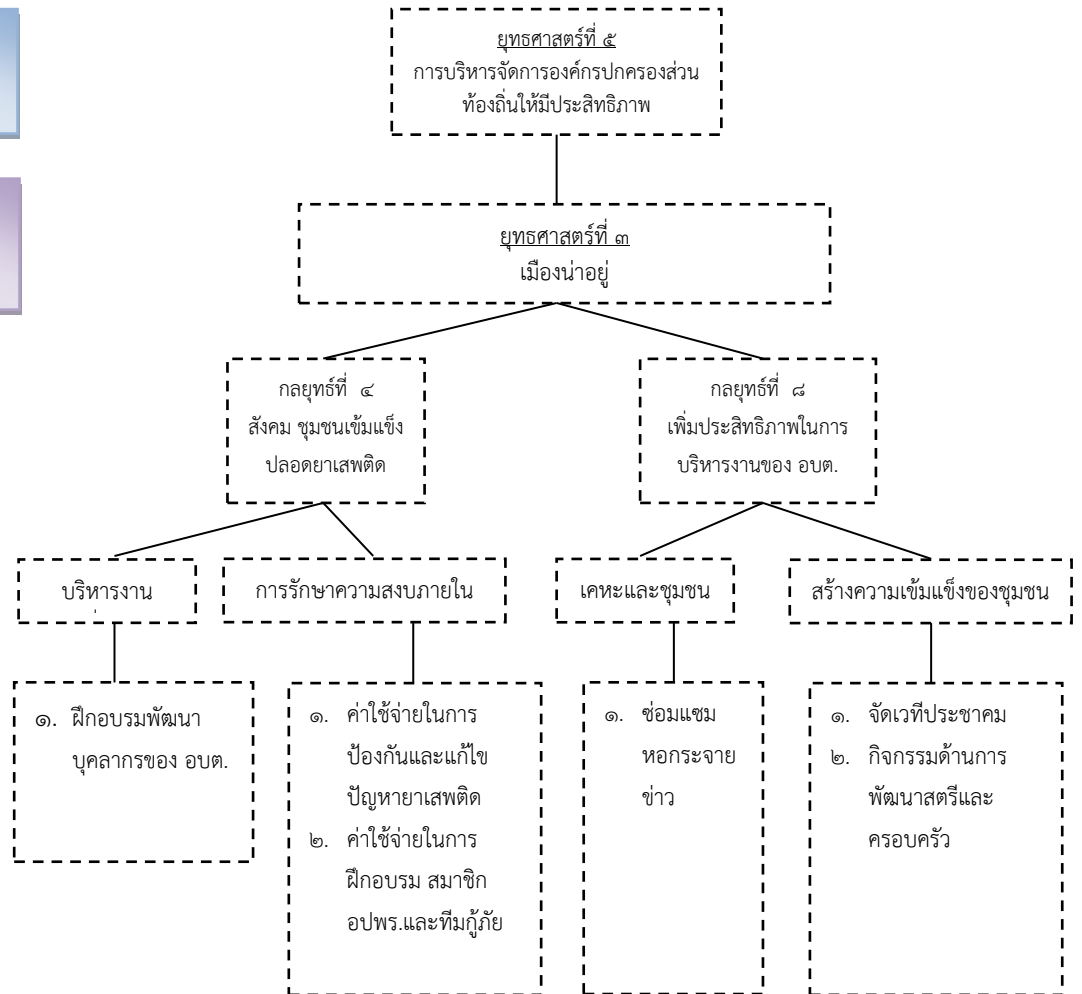 ยุทธศาสตร์ที่ ๕
การบริหารจัดการองค์กรปกครองส่วน
ท้องถิ่นให้มีประสิทธิภาพ
ยุทธศาสตร์ที่ ๓
เมืองน่าอยู่
กลยุทธ์ที่ ๔
สังคม ชุมชนเข้มแข็ง
ปลอดยาเสพติด
กลยุทธ์ที่ ๘
เพิ่มประสิทธิภาพในการ
บริหารงานของ อบต.
บริหารงาน
การรักษาความสงบภายใน
เคหะและชุมชน
สร้างความเข้มแข็งของชุมชน
๑. ฝึกอบรมพัฒนา
บุคลากรของ อบต.
๑. ค่าใช้จ่ายในการ
ป้องกันและแก้ไข
ปัญหายาเสพติด
๒. ค่าใช้จ่ายในการ
ฝึกอบรม สมาชิก
อปพร.และทีมกู้ภัย
๑. ซ่อมแซม
หอกระจาย
ข่าว
๑. จัดเวทีประชาคม
๒. กิจกรรมด้านการ
พัฒนาสตรีและ
ครอบครัว